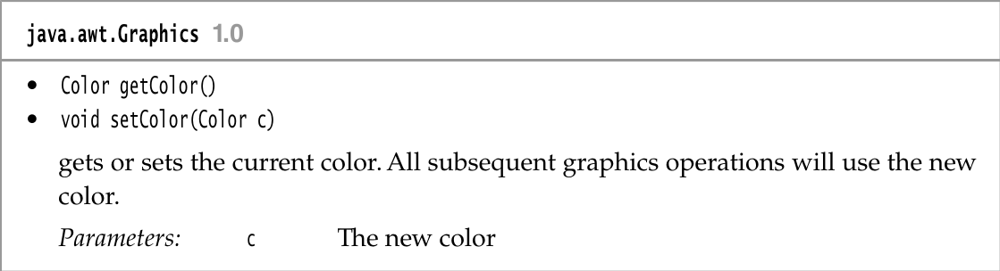 java.awt.Graphics 1.0
• Color getColor()
• void setColor(Color c)
gets or sets the current color. All subsequent graphics operations will use the new
color.
Parameters: c The new color